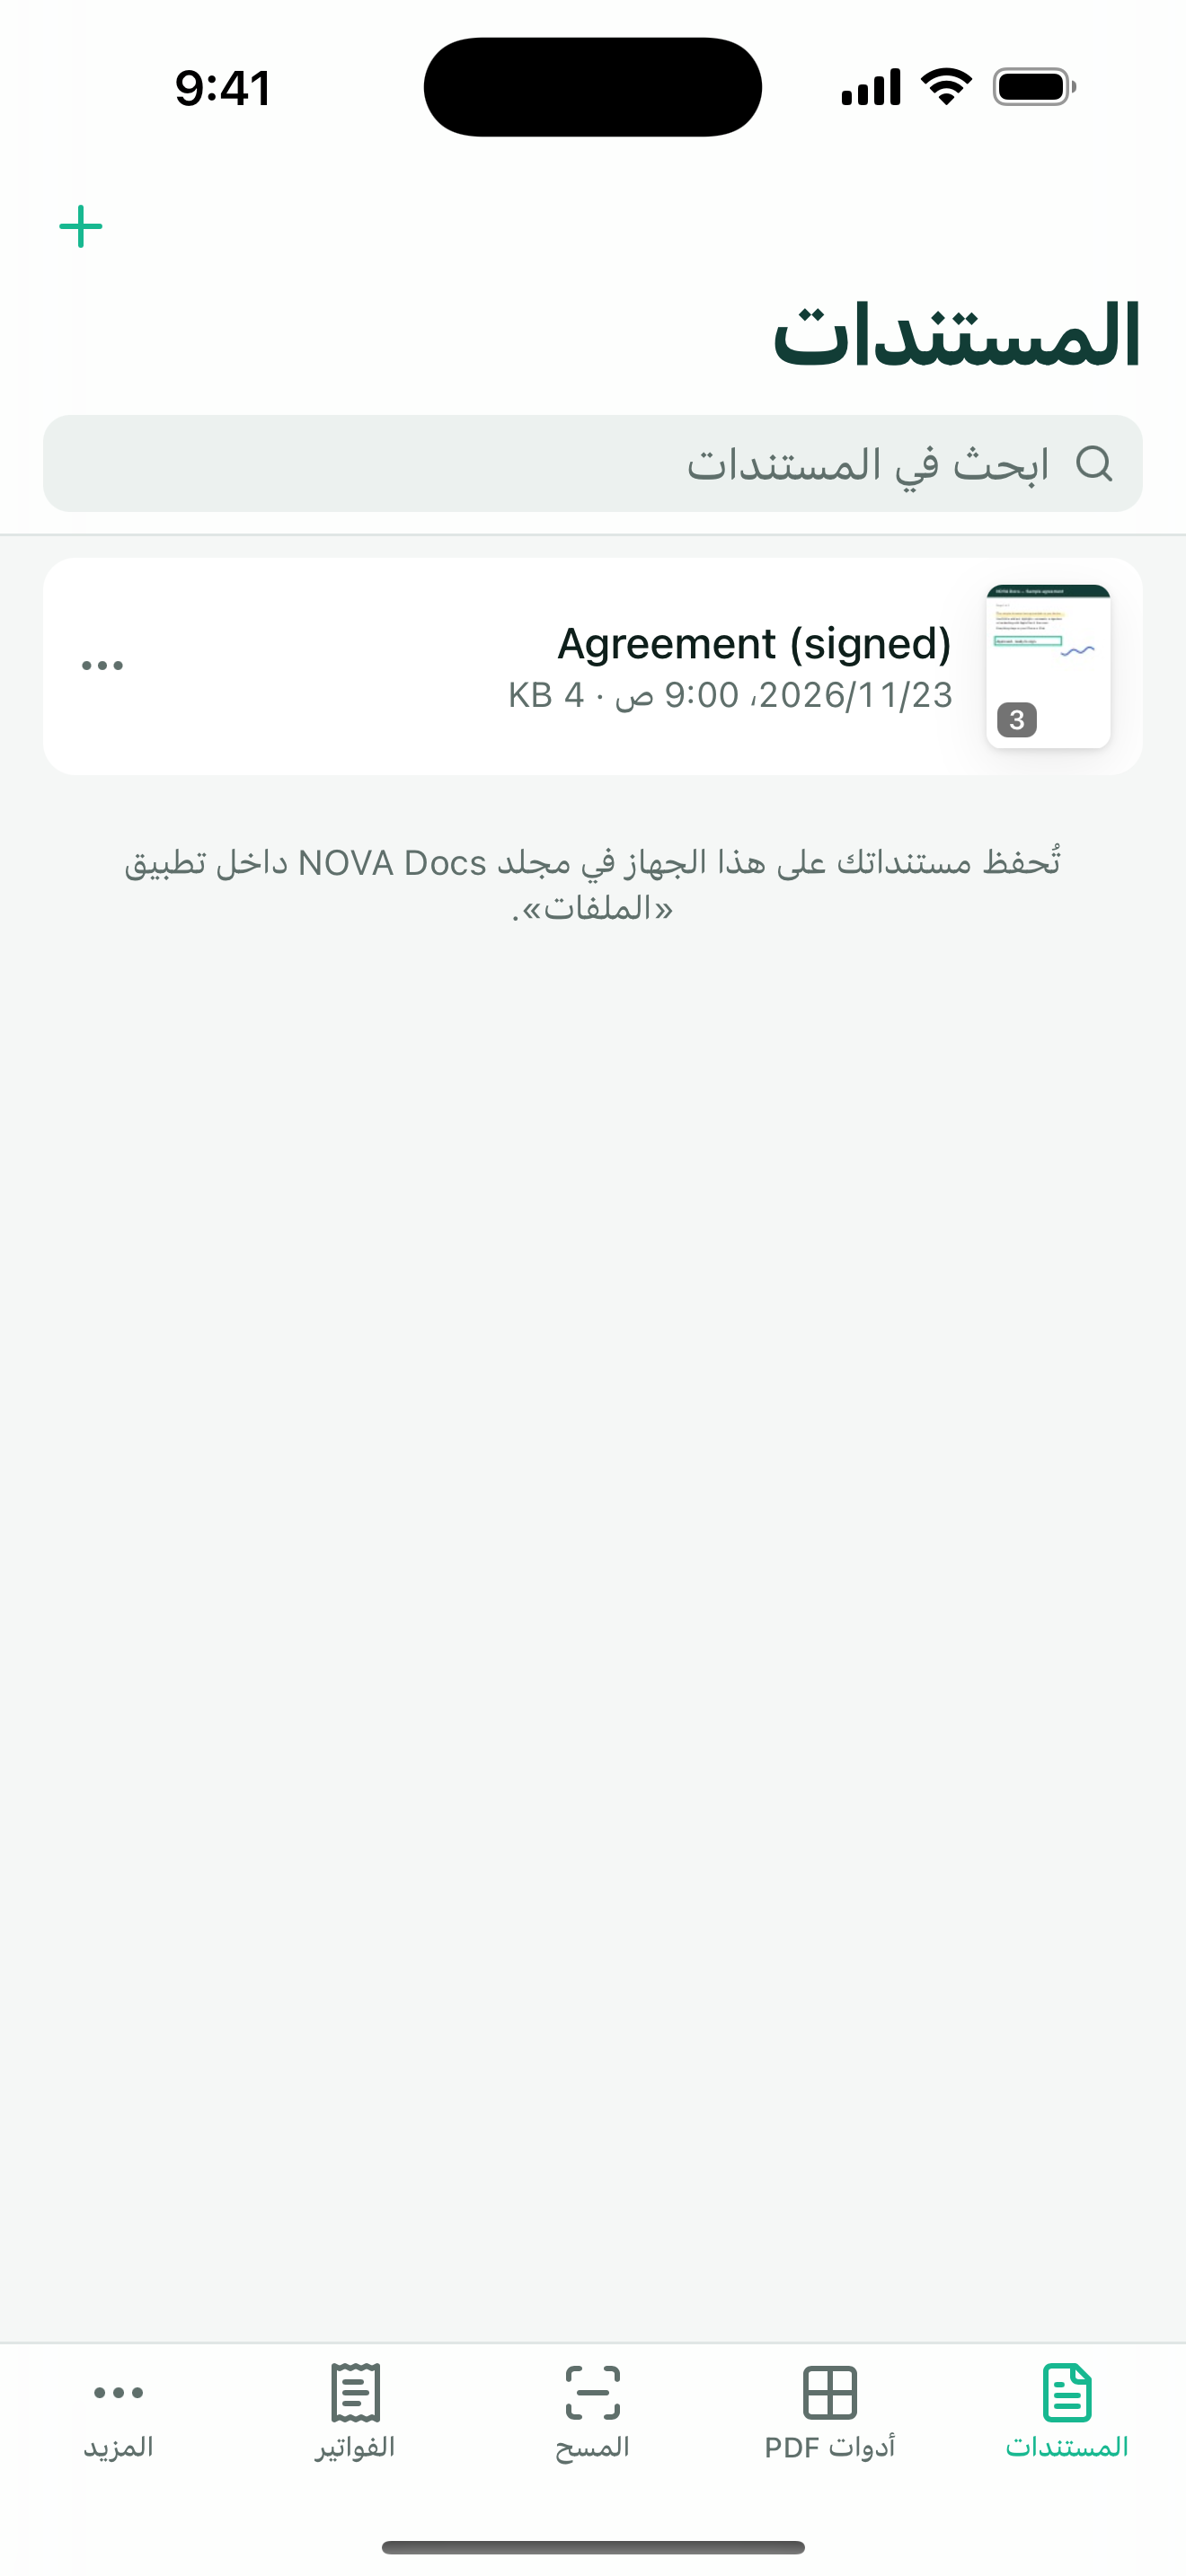 9:41
المستندات
ابحث في المستندات
Agreement (signed)
2026/11/23، 9:00 ص · 4 KB
3
تُحفظ مستنداتك على هذا الجهاز في مجلد NOVA Docs داخل تطبيق
«الملفات».
المستندات
أدوات PDF
المسح
الفواتير
المزيد